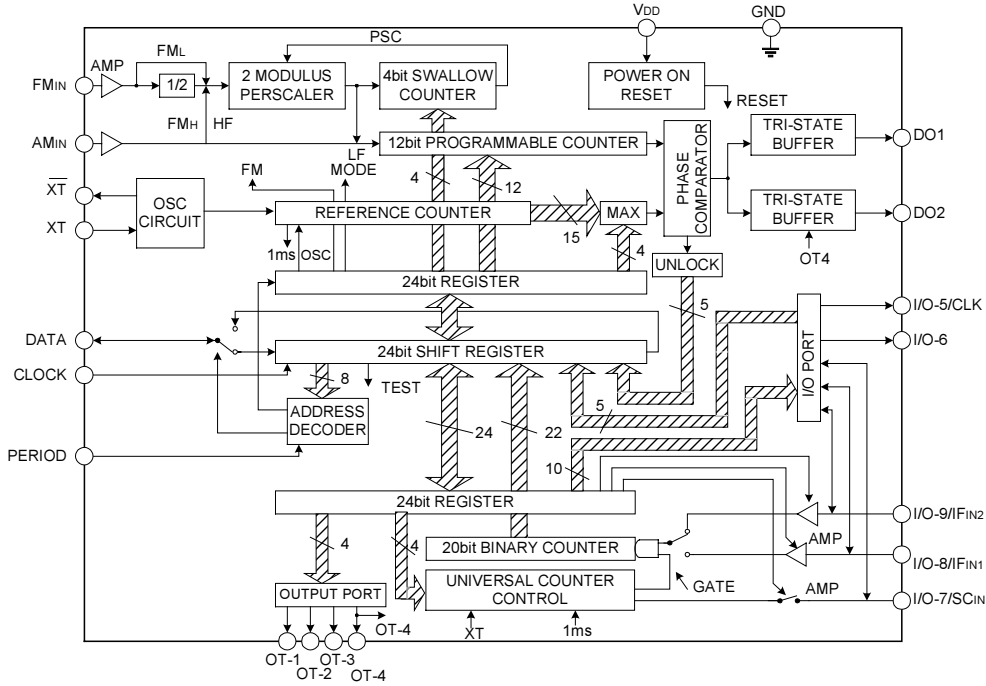 VDD
GND
PSC
FML
AMP
FMIN
1/2
2 MODULUS
PERSCALER
4bit SWALLOW
COUNTER
POWER ON
RESET
RESET
FMH
HF
TRI-STATE
BUFFER
DO1
AMIN
12bit PROGRAMMABLE COUNTER
PHASE
COMPARATOR
LF
MODE
FM
4
12
XT
OSC
CIRCUIT
XT
REFERENCE COUNTER
15
MAX
TRI-STATE
BUFFER
DO2
1ms
OSC
4
UNLOCK
OT4
24bit REGISTER
5
I/O-5/CLK
DATA
I/O-6
24bit SHIFT REGISTER
I/O PORT
CLOCK
8
TEST
ADDRESS
DECODER
5
24
22
PERIOD
10
24bit REGISTER
I/O-9/IFIN2
4
4
20bit BINARY COUNTER
AMP
I/O-8/IFIN1
UNIVERSAL COUNTER
CONTROL
GATE
AMP
OUTPUT PORT
I/O-7/SCIN
OT-4
XT
1ms
OT-1
OT-2
OT-3
OT-4